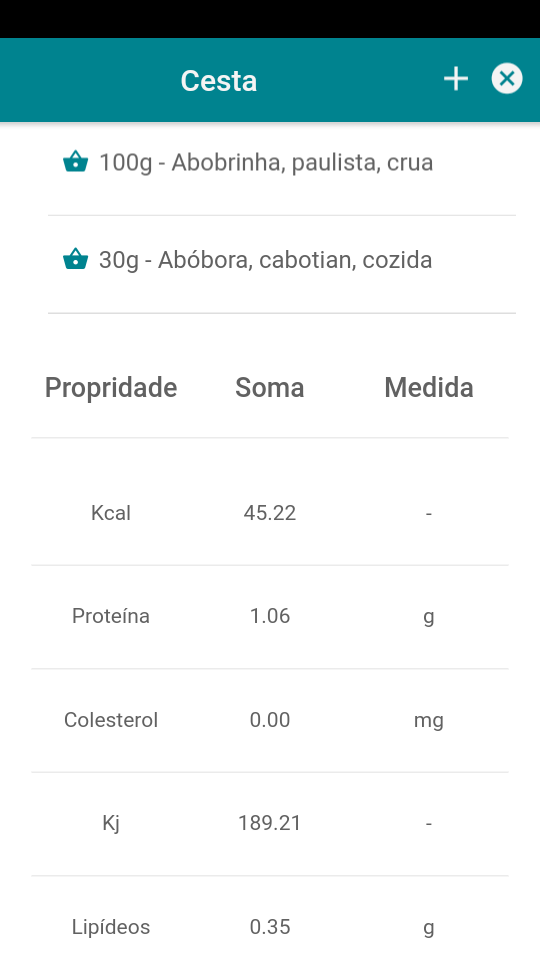 Cesta
100g - Abobrinha, paulista, crua
30g - Abóbora, cabotian, cozida
Propridade Soma Medida
Kcal 45.22 -
Proteína 1.06 g
Colesterol 0.00 mg
Kj 189.21 -
Lipídeos 0.35 g